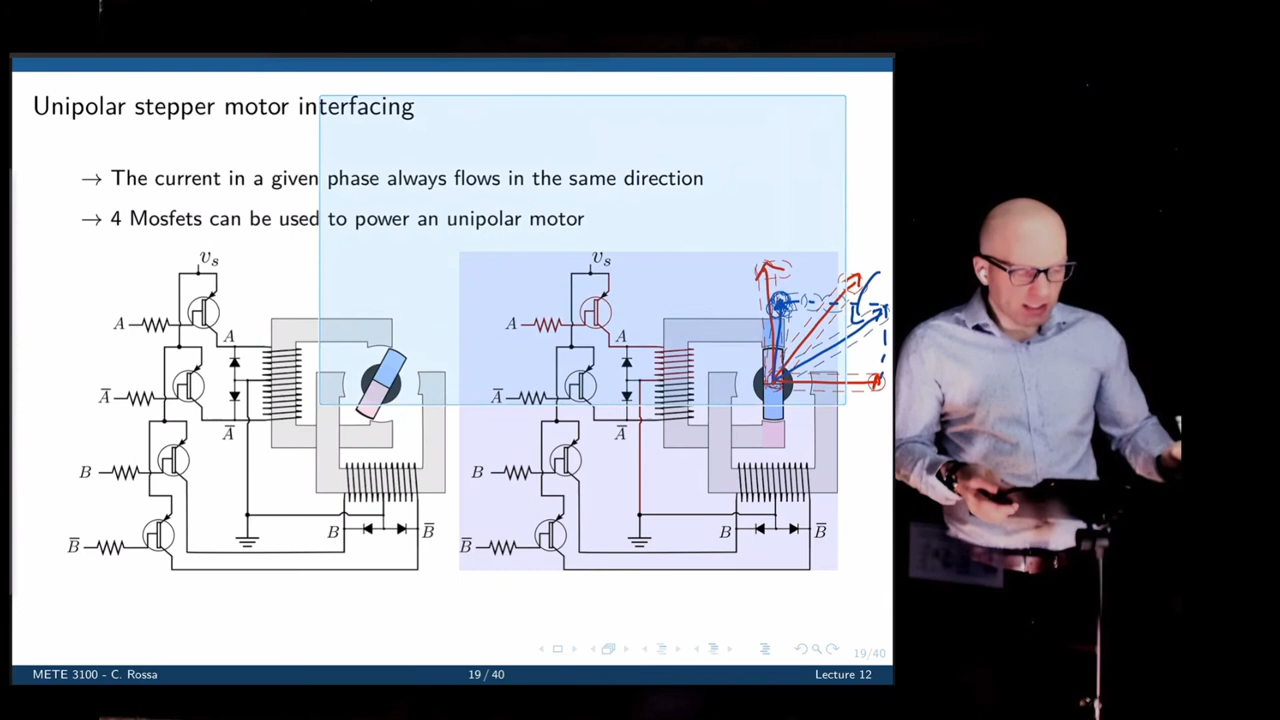 Unipolar stepper motor interfacing
→ The current in a given phase always flows in the same direction
→ 4 Mosfets can be used to power an unipolar motor
v_s
A
A
A̅
A̅
B
B̅
B
B̅
v_s
A
A
A̅
A̅
B
B̅
B
B̅
19/40
METE 3100 - C. Rossa
19 / 40
Lecture 12